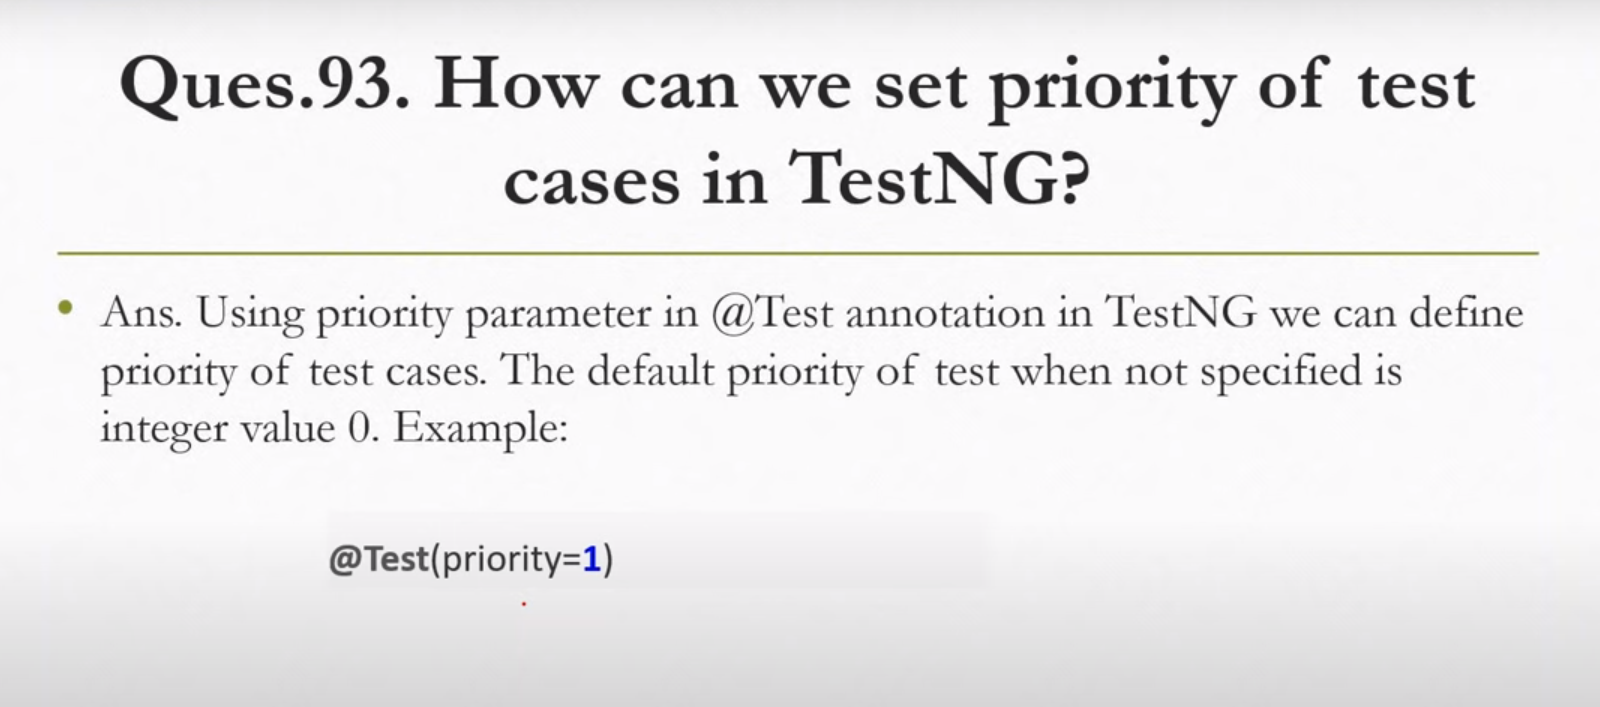 Ques.93. How can we set priority of test
cases in TestNG?
• Ans. Using priority parameter in @Test annotation in TestNG we can define
priority of test cases. The default priority of test when not specified is
integer value 0. Example:
@Test(priority=1)